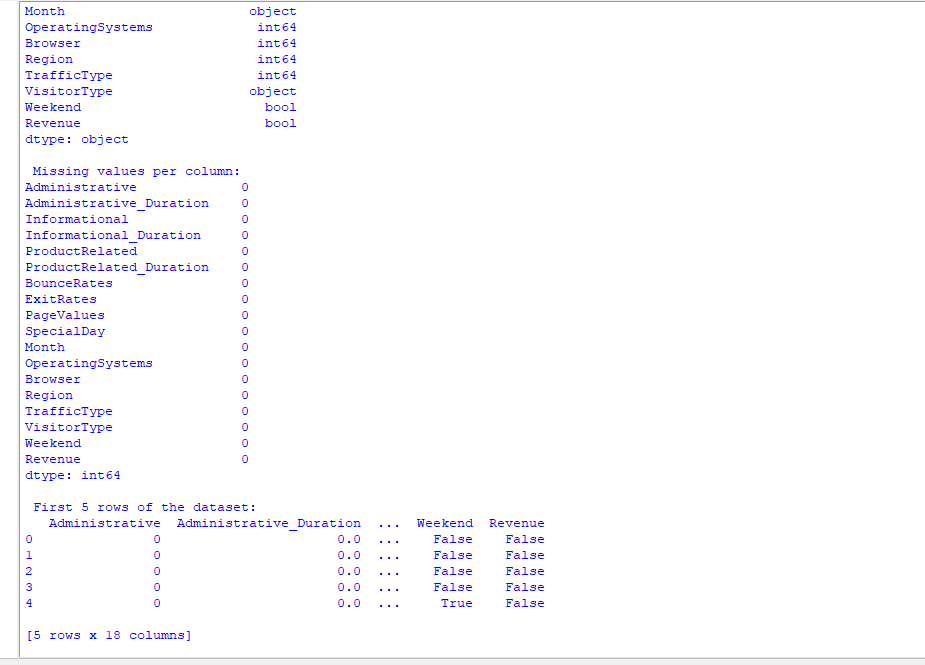 Month                       object
OperatingSystems             int64
Browser                      int64
Region                       int64
TrafficType                  int64
VisitorType                 object
Weekend                       bool
Revenue                       bool
dtype: object

 Missing values per column:
Administrative             0
Administrative_Duration    0
Informational              0
Informational_Duration     0
ProductRelated             0
ProductRelated_Duration    0
BounceRates                0
ExitRates                  0
PageValues                 0
SpecialDay                 0
Month                      0
OperatingSystems           0
Browser                    0
Region                     0
TrafficType                0
VisitorType                0
Weekend                    0
Revenue                    0
dtype: int64

 First 5 rows of the dataset:
   Administrative  Administrative_Duration  ...  Weekend  Revenue
0               0                      0.0  ...    False    False
1               0                      0.0  ...    False    False
2               0                      0.0  ...    False    False
3               0                      0.0  ...    False    False
4               0                      0.0  ...     True    False

[5 rows x 18 columns]